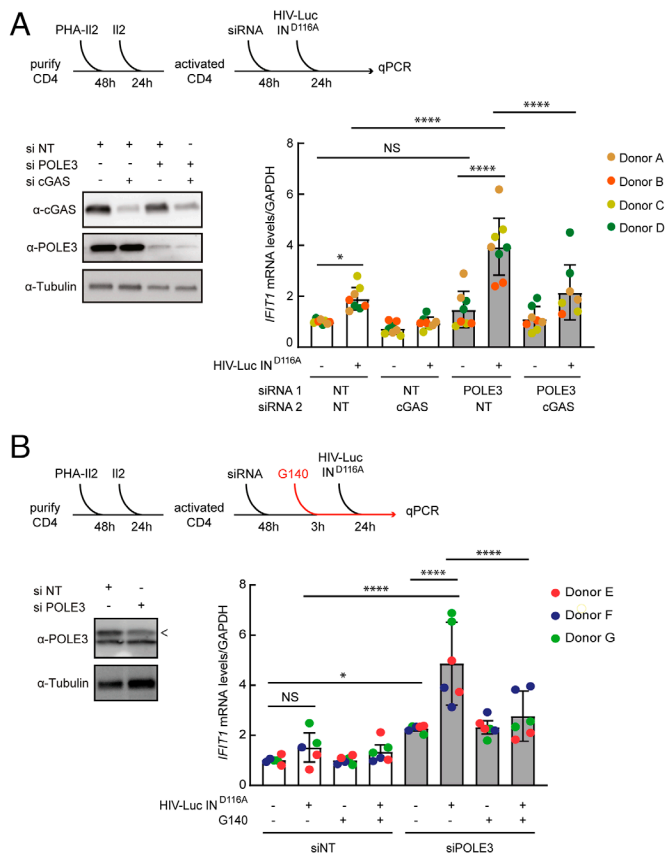 A
PHA-Il2 Il2
purify CD4
48h 24h
activated CD4
siRNA
HIV-Luc IN^D116A
48h 24h
qPCR
si NT + + + -
si POLE3 - - + +
si cGAS - + - +
α-cGAS
α-POLE3
α-Tubulin
IFIT1 mRNA levels/GAPDH
8
6
4
2
0
****
****
NS
****
*
Donor A
Donor B
Donor C
Donor D
HIV-Luc IN^D116A - + - + - + - +
siRNA 1 NT NT POLE3 POLE3
siRNA 2 NT cGAS NT cGAS
B
PHA-Il2 Il2
purify CD4
48h 24h
activated CD4
siRNA
G140
HIV-Luc IN^D116A
48h 3h 24h
qPCR
si NT + -
si POLE3 - +
α-POLE3 <
α-Tubulin
IFIT1 mRNA levels/GAPDH
8
6
4
2
0
****
****
****
*
NS
Donor E
Donor F
Donor G
HIV-Luc IN^D116A - + - + - + - +
G140 - - + + - - + +
siNT siPOLE3